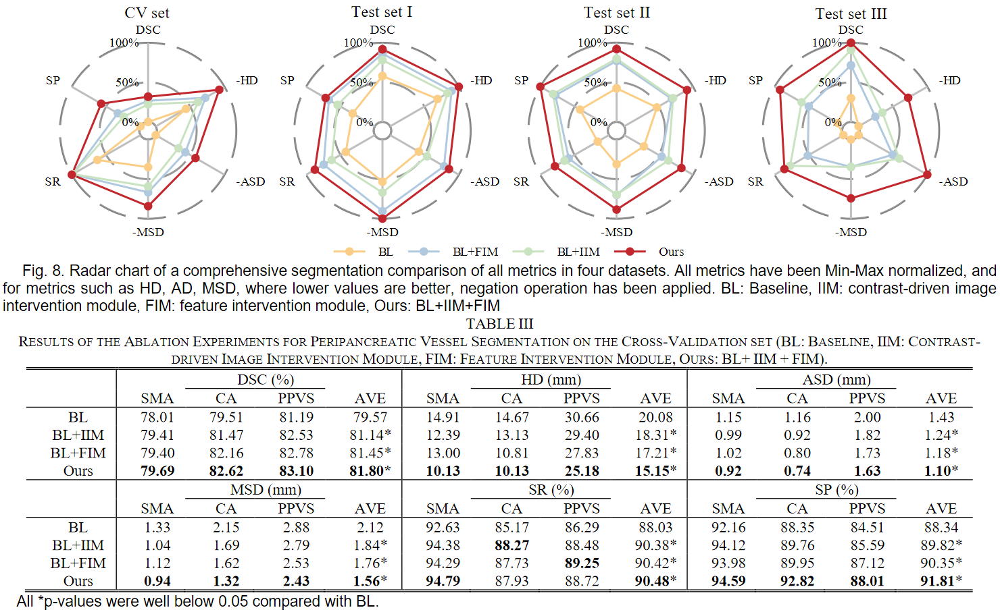 CV set
DSC
100%
50%
0%
SP
-HD
SR
-ASD
-MSD
Test set I
DSC
100%
50%
0%
SP
-HD
SR
-ASD
-MSD
Test set II
DSC
100%
50%
0%
SP
-HD
SR
-ASD
-MSD
Test set III
DSC
100%
50%
0%
SP
-HD
SR
-ASD
-MSD
BL BL+FIM BL+IIM Ours
Fig. 8. Radar chart of a comprehensive segmentation comparison of all metrics in four datasets. All metrics have been Min-Max normalized, and
for metrics such as HD, AD, MSD, where lower values are better, negation operation has been applied. BL: Baseline, IIM: contrast-driven image
intervention module, FIM: feature intervention module, Ours: BL+IIM+FIM
TABLE III
RESULTS OF THE ABLATION EXPERIMENTS FOR PERIPANCREATIC VESSEL SEGMENTATION ON THE CROSS-VALIDATION SET (BL: BASELINE, IIM: CONTRAST-
DRIVEN IMAGE INTERVENTION MODULE, FIM: FEATURE INTERVENTION MODULE, OURS: BL+ IIM + FIM).
DSC (%) HD (mm) ASD (mm)
SMA CA PPVS AVE SMA CA PPVS AVE SMA CA PPVS AVE
BL 78.01 79.51 81.19 79.57 14.91 14.67 30.66 20.08 1.15 1.16 2.00 1.43
BL+IIM 79.41 81.47 82.53 81.14* 12.39 13.13 29.40 18.31* 0.99 0.92 1.82 1.24*
BL+FIM 79.40 82.16 82.78 81.45* 13.00 10.81 27.83 17.21* 1.02 0.80 1.73 1.18*
Ours 79.69 82.62 83.10 81.80* 10.13 10.13 25.18 15.15* 0.92 0.74 1.63 1.10*
MSD (mm) SR (%) SP (%)
SMA CA PPVS AVE SMA CA PPVS AVE SMA CA PPVS AVE
BL 1.33 2.15 2.88 2.12 92.63 85.17 86.29 88.03 92.16 88.35 84.51 88.34
BL+IIM 1.04 1.69 2.79 1.84* 94.38 88.27 88.48 90.38* 94.12 89.76 85.59 89.82*
BL+FIM 1.12 1.62 2.53 1.76* 94.29 87.73 89.25 90.42* 93.98 89.95 87.12 90.35*
Ours 0.94 1.32 2.43 1.56* 94.79 87.93 88.72 90.48* 94.59 92.82 88.01 91.81*
All *p-values were well below 0.05 compared with BL.